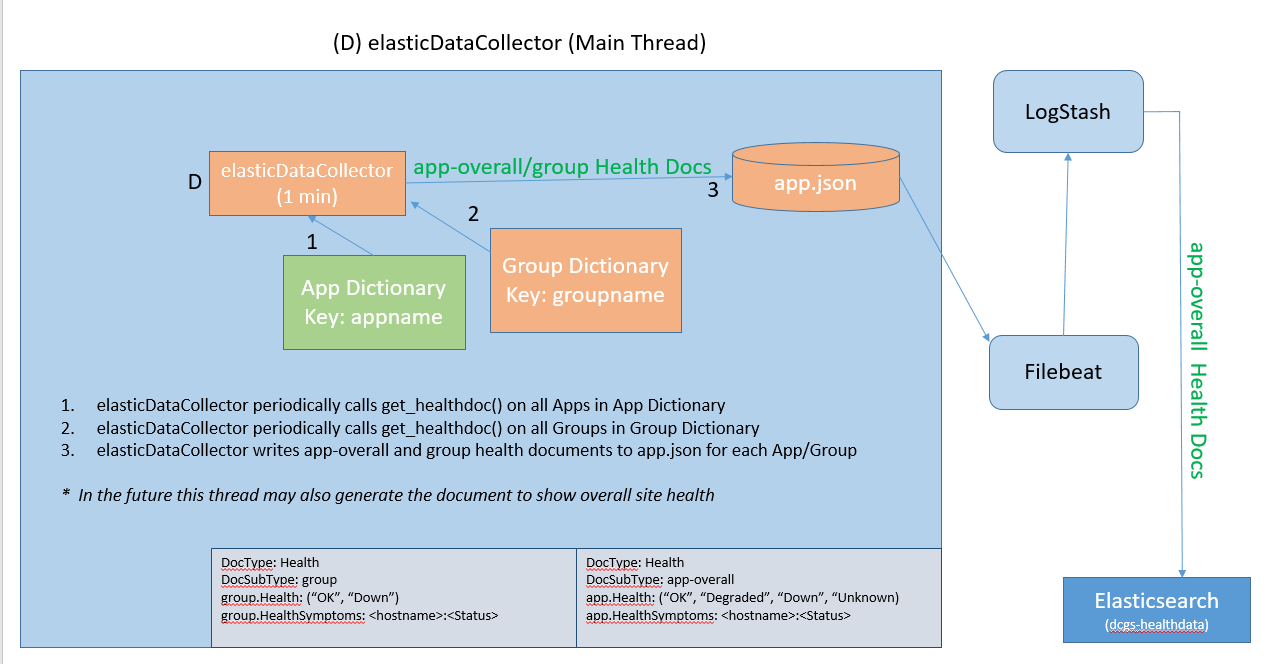 (D) elasticDataCollector (Main Thread)
LogStash
D
elasticDataCollector
(1 min)
app-overall/group Health Docs
3
app.json
2
1
App Dictionary
Key: appname
Group Dictionary
Key: groupname
Filebeat
app-overall Health Docs
1. elasticDataCollector periodically calls get_healthdoc() on all Apps in App Dictionary
2. elasticDataCollector periodically calls get_healthdoc() on all Groups in Group Dictionary
3. elasticDataCollector writes app-overall and group health documents to app.json for each App/Group
* In the future this thread may also generate the document to show overall site health
DocType: Health
DocSubType: group
group.Health: (“OK”, “Down”)
group.HealthSymptoms: <hostname>:<Status>
DocType: Health
DocSubType: app-overall
app.Health: (“OK”, “Degraded”, “Down”, “Unknown)
app.HealthSymptoms: <hostname>:<Status>
Elasticsearch
(dcgs-healthdata)